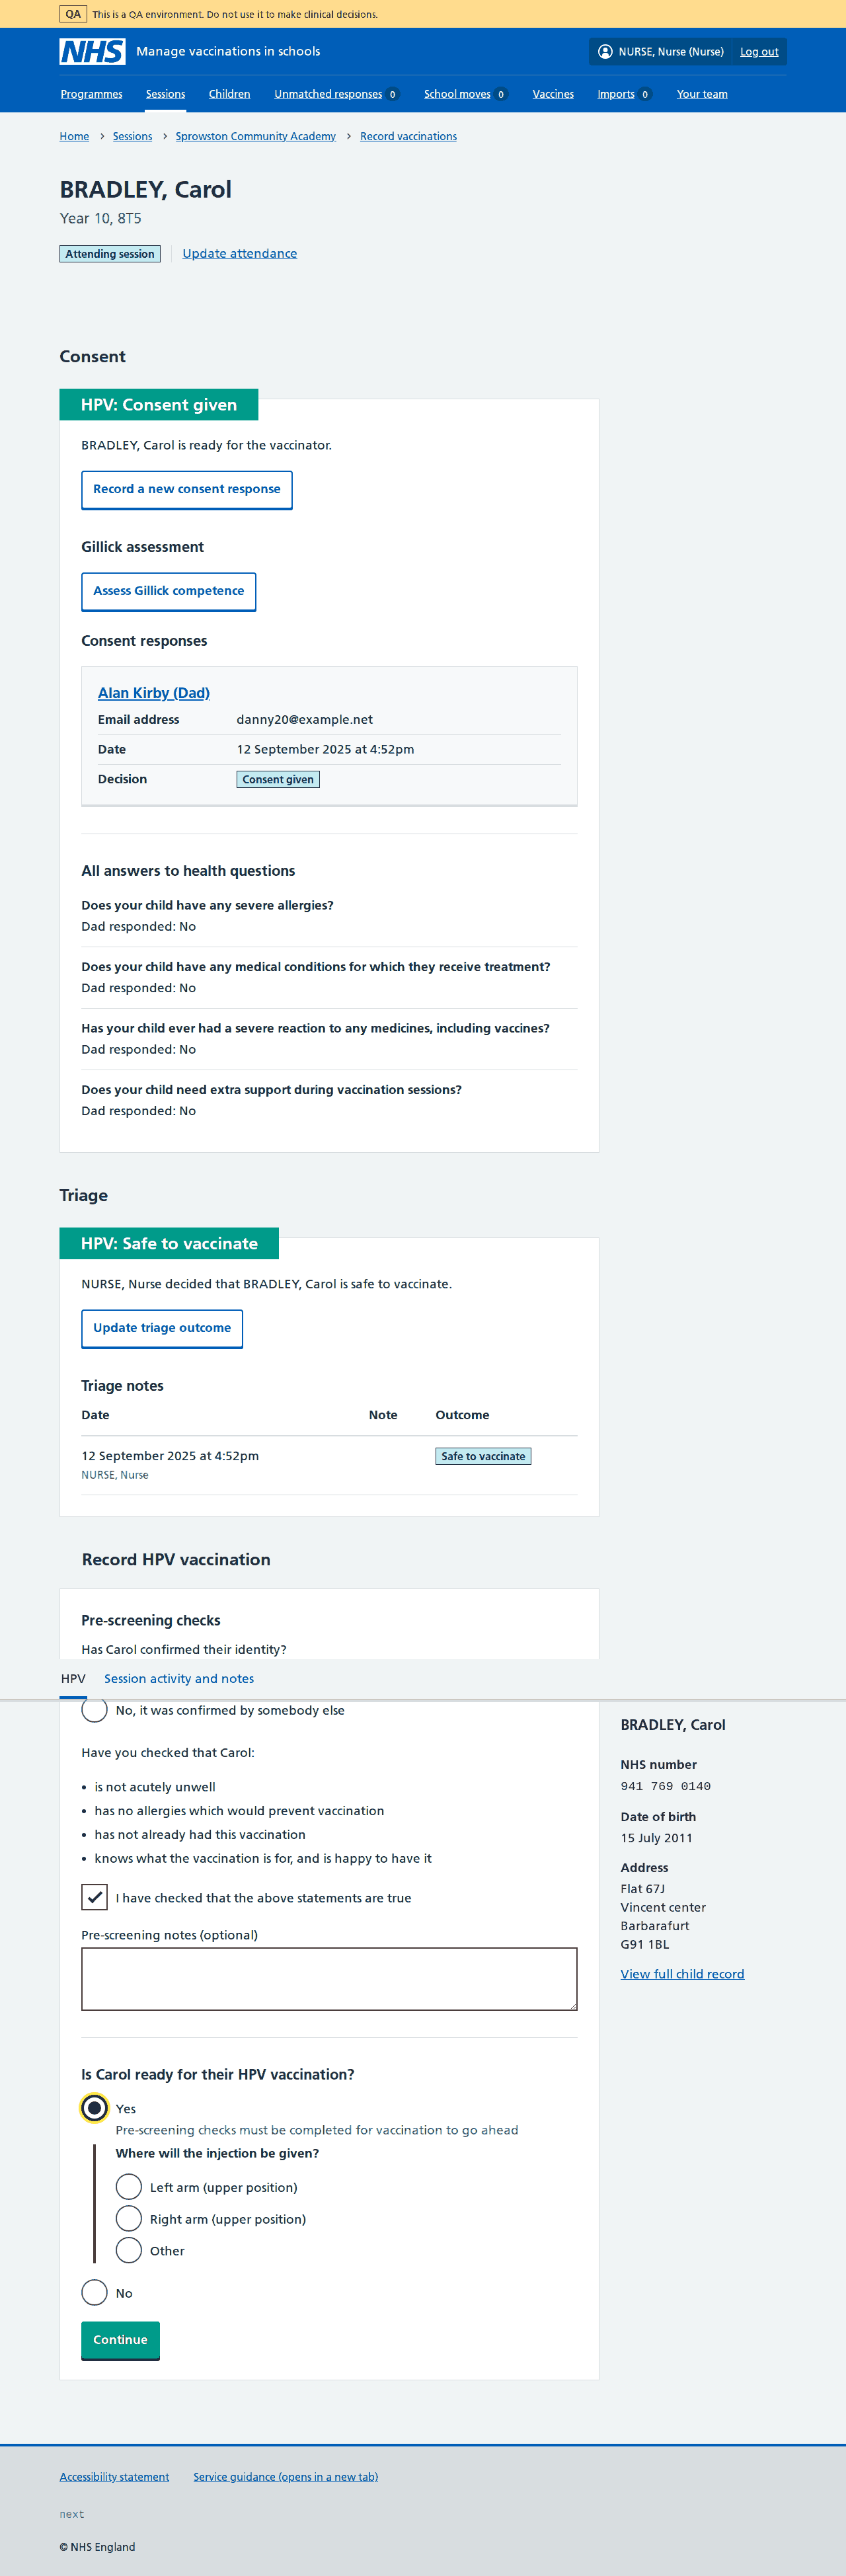 QA This is a QA environment. Do not use it to make clinical decisions.
NHS Manage vaccinations in schools NURSE, Nurse (Nurse) Log out
Programmes Sessions Children Unmatched responses 0 School moves 0 Vaccines Imports 0 Your team
Home › Sessions › Sprowston Community Academy › Record vaccinations
BRADLEY, Carol
Year 10, 8T5
Attending session Update attendance
Consent
HPV: Consent given
BRADLEY, Carol is ready for the vaccinator.
Record a new consent response
Gillick assessment
Assess Gillick competence
Consent responses
Alan Kirby (Dad)
Email address danny20@example.net
Date 12 September 2025 at 4:52pm
Decision Consent given
All answers to health questions
Does your child have any severe allergies?
Dad responded: No
Does your child have any medical conditions for which they receive treatment?
Dad responded: No
Has your child ever had a severe reaction to any medicines, including vaccines?
Dad responded: No
Does your child need extra support during vaccination sessions?
Dad responded: No
Triage
HPV: Safe to vaccinate
NURSE, Nurse decided that BRADLEY, Carol is safe to vaccinate.
Update triage outcome
Triage notes
Date Note Outcome
12 September 2025 at 4:52pm Safe to vaccinate
NURSE, Nurse
Record HPV vaccination
Pre-screening checks
Has Carol confirmed their identity?
HPV Session activity and notes
No, it was confirmed by somebody else
Have you checked that Carol:
• is not acutely unwell
• has no allergies which would prevent vaccination
• has not already had this vaccination
• knows what the vaccination is for, and is happy to have it
I have checked that the above statements are true
Pre-screening notes (optional)
Is Carol ready for their HPV vaccination?
Yes
Pre-screening checks must be completed for vaccination to go ahead
Where will the injection be given?
Left arm (upper position)
Right arm (upper position)
Other
No
Continue
BRADLEY, Carol
NHS number
941 769 0140
Date of birth
15 July 2011
Address
Flat 67J
Vincent center
Barbarafurt
G91 1BL
View full child record
Accessibility statement Service guidance (opens in a new tab)
next
© NHS England